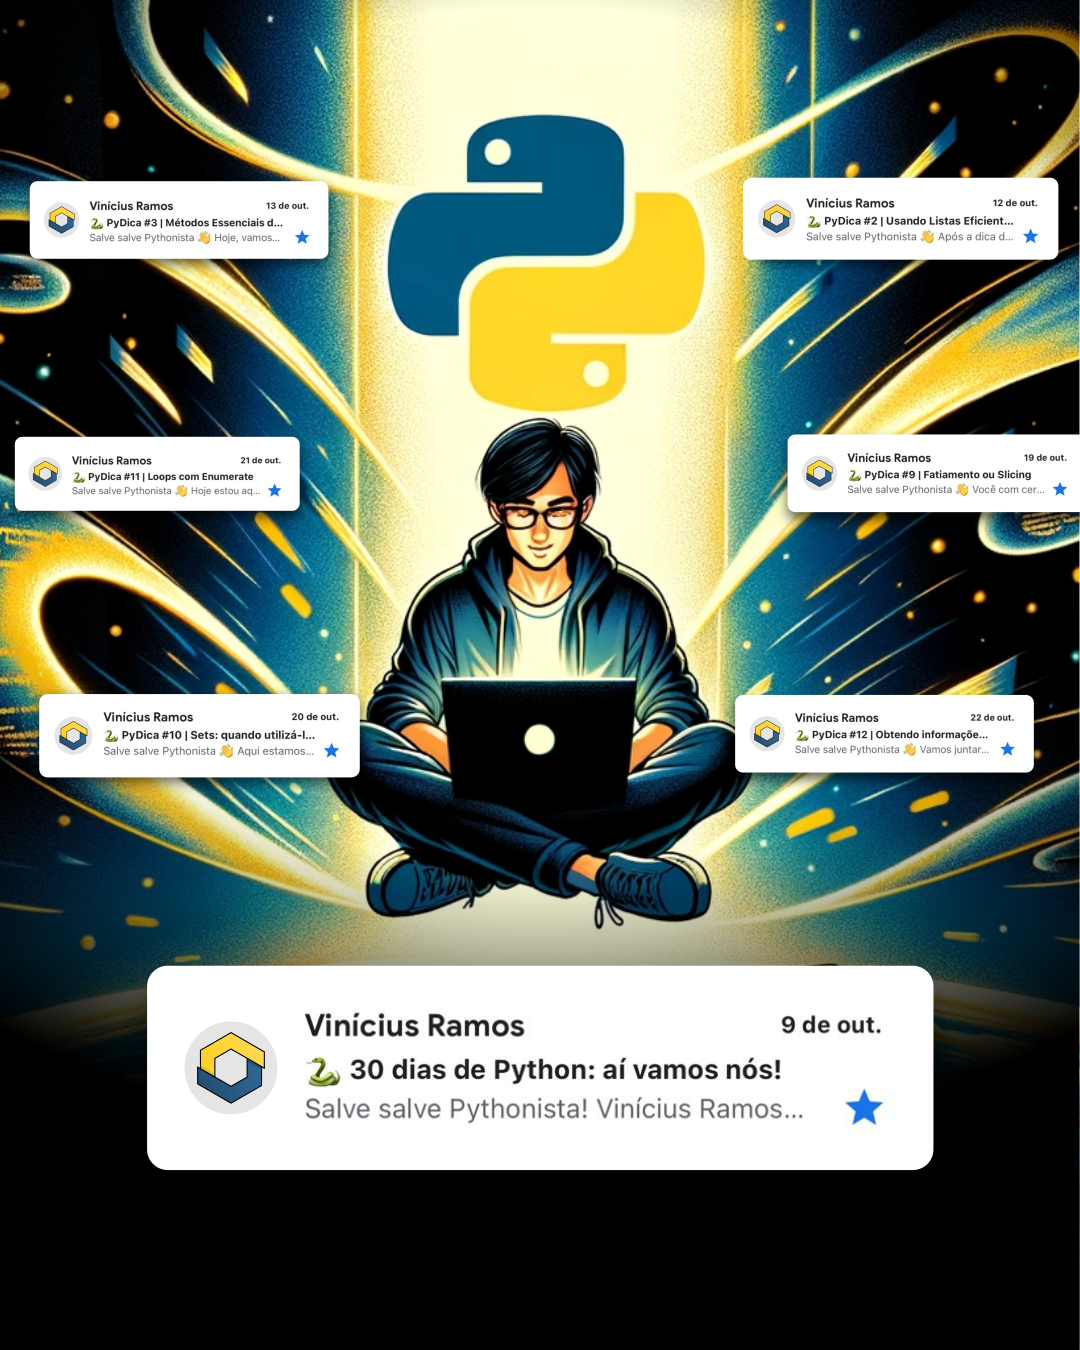 Vinícius Ramos 13 de out.
🐍 PyDica #3 | Métodos Essenciais d...
Salve salve Pythonista 👋 Hoje, vamos...
Vinícius Ramos 12 de out.
🐍 PyDica #2 | Usando Listas Eficient...
Salve salve Pythonista 👋 Após a dica d...
Vinícius Ramos 21 de out.
🐍 PyDica #11 | Loops com Enumerate
Salve salve Pythonista 👋 Hoje estou aq...
Vinícius Ramos 19 de out.
🐍 PyDica #9 | Fatiamento ou Slicing
Salve salve Pythonista 👋 Você com cer...
Vinícius Ramos 20 de out.
🐍 PyDica #10 | Sets: quando utilizá-l...
Salve salve Pythonista 👋 Aqui estamos...
Vinícius Ramos 22 de out.
🐍 PyDica #12 | Obtendo informaçõe...
Salve salve Pythonista 👋 Vamos juntar...
Vinícius Ramos 9 de out.
🐍 30 dias de Python: aí vamos nós!
Salve salve Pythonista! Vinícius Ramos...